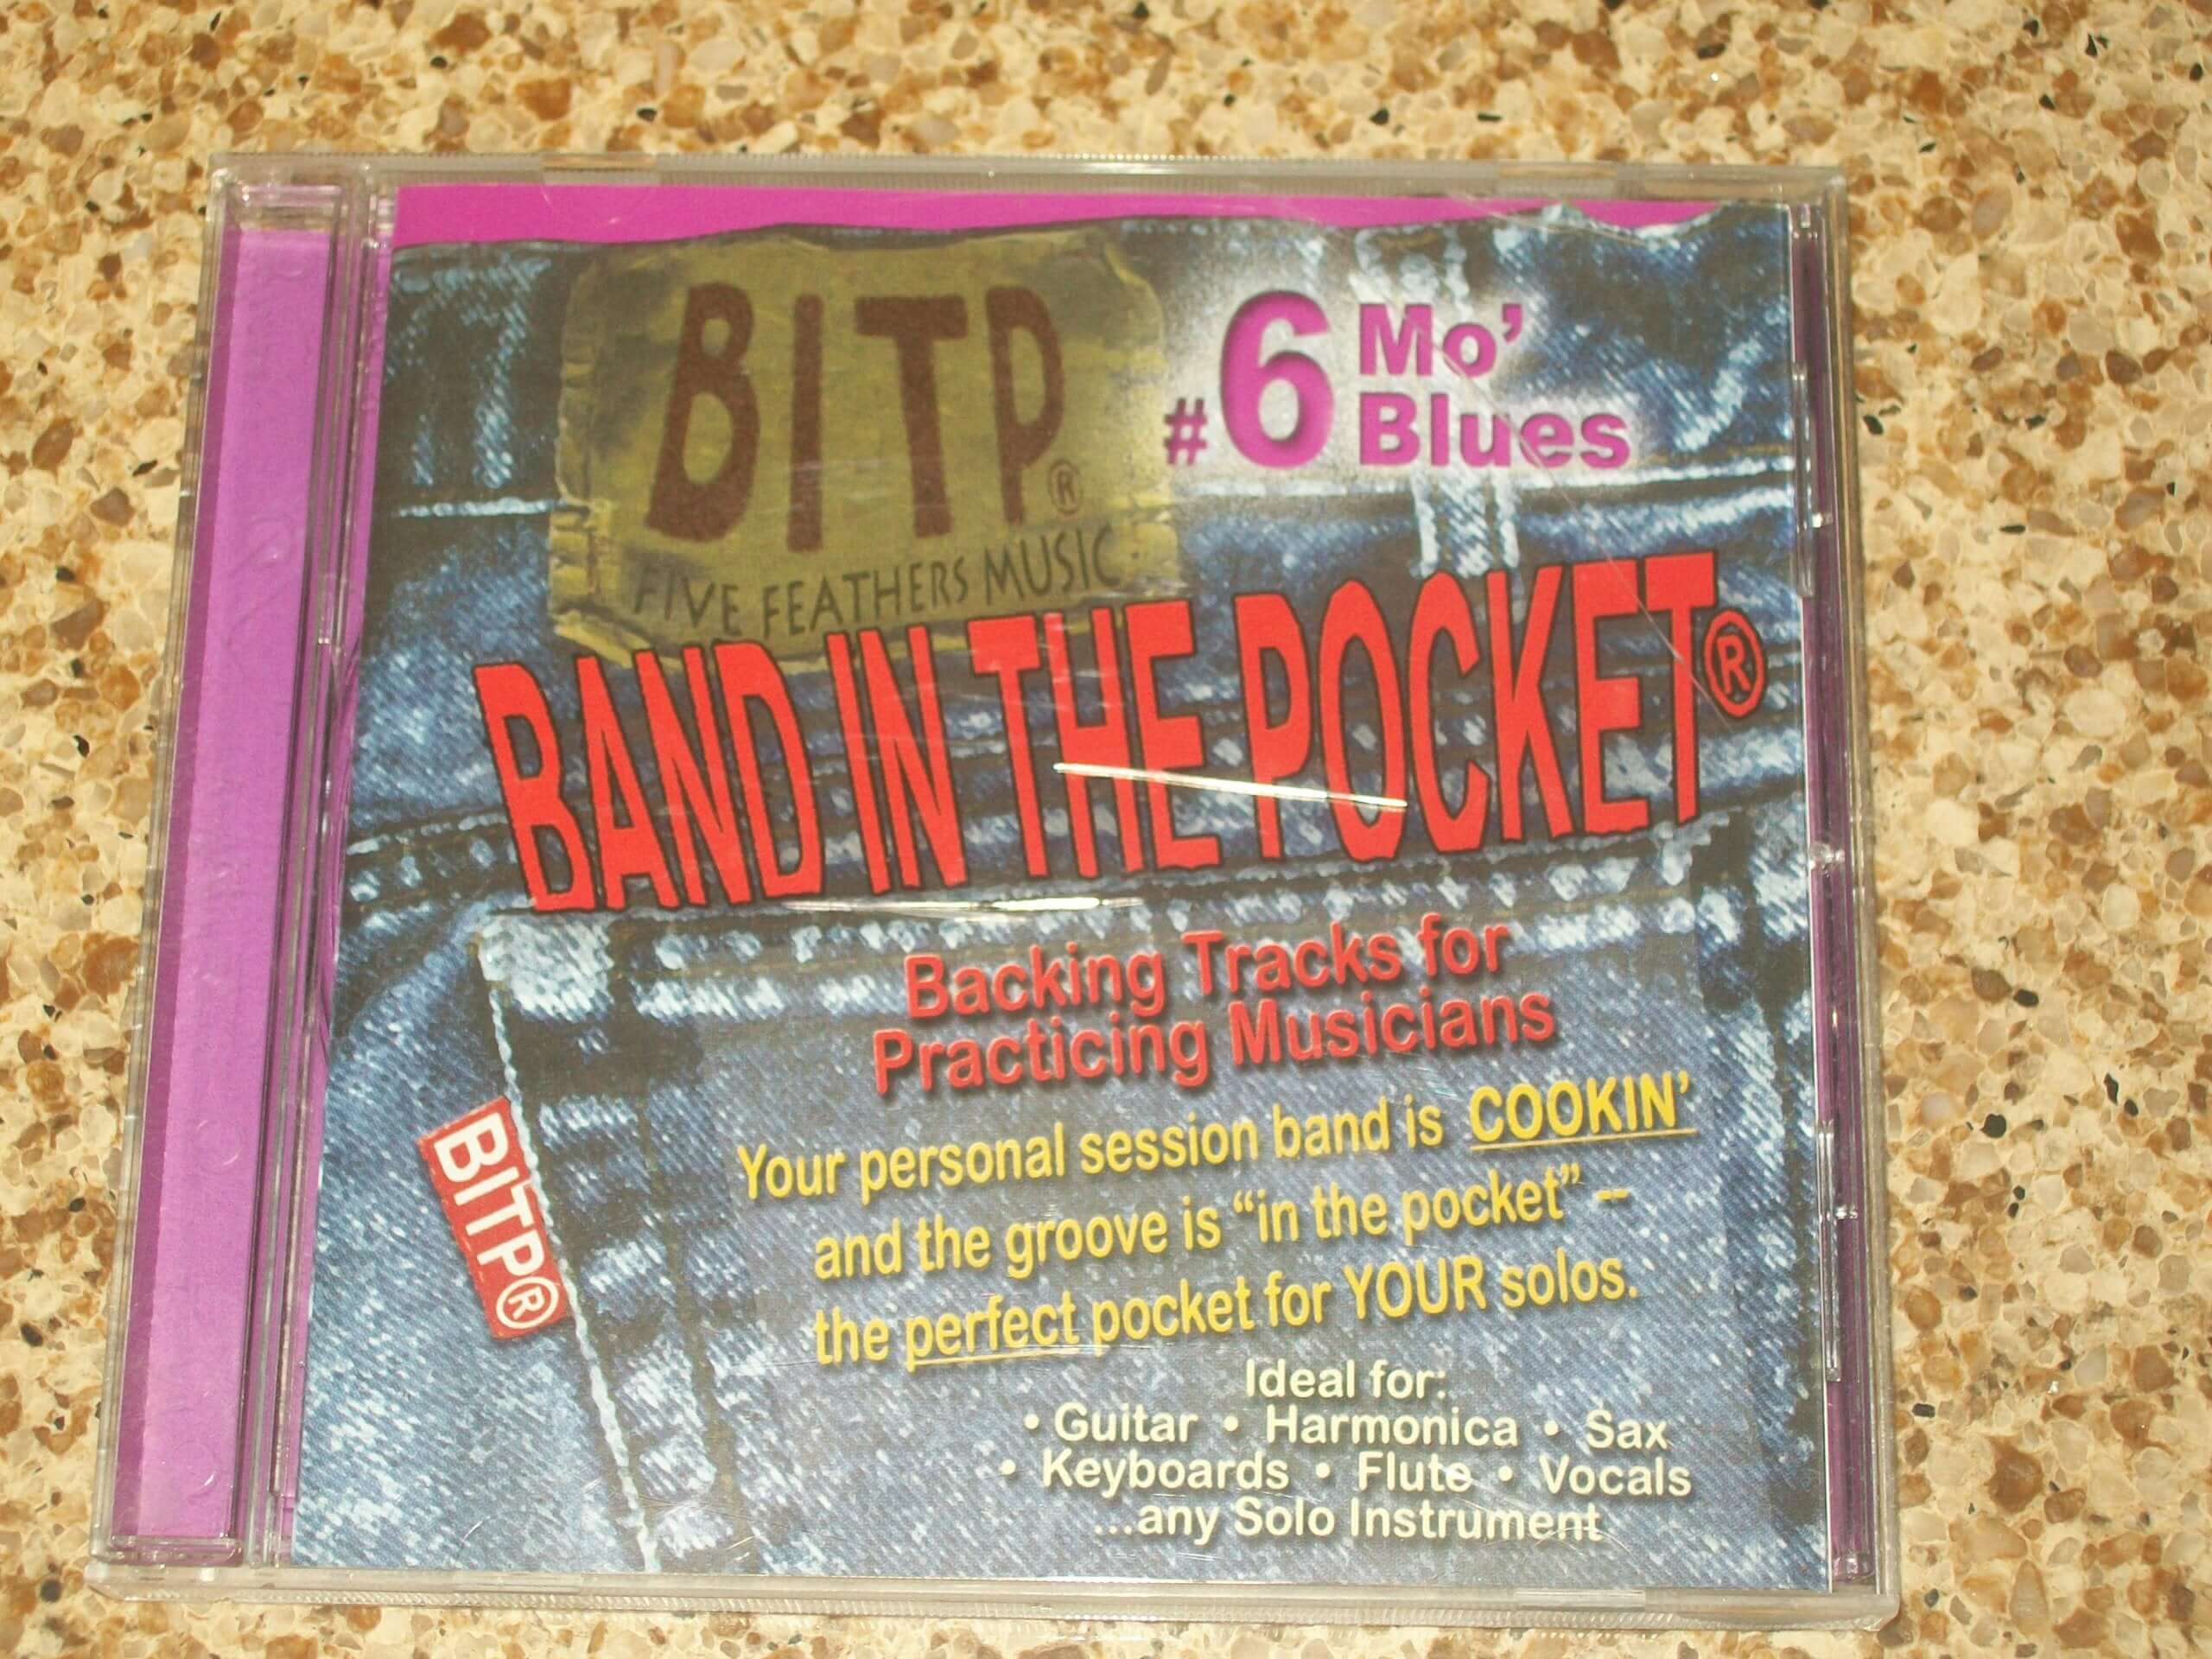 BITP®
FIVE FEATHERS MUSIC
#6 Mo'
Blues
BAND IN THE POCKET®
Backing Tracks for
Practicing Musicians
Your personal session band is COOKIN'
and the groove is “in the pocket” --
the perfect pocket for YOUR solos.
BITP®
Ideal for:
• Guitar • Harmonica • Sax
• Keyboards • Flute • Vocals
...any Solo Instrument